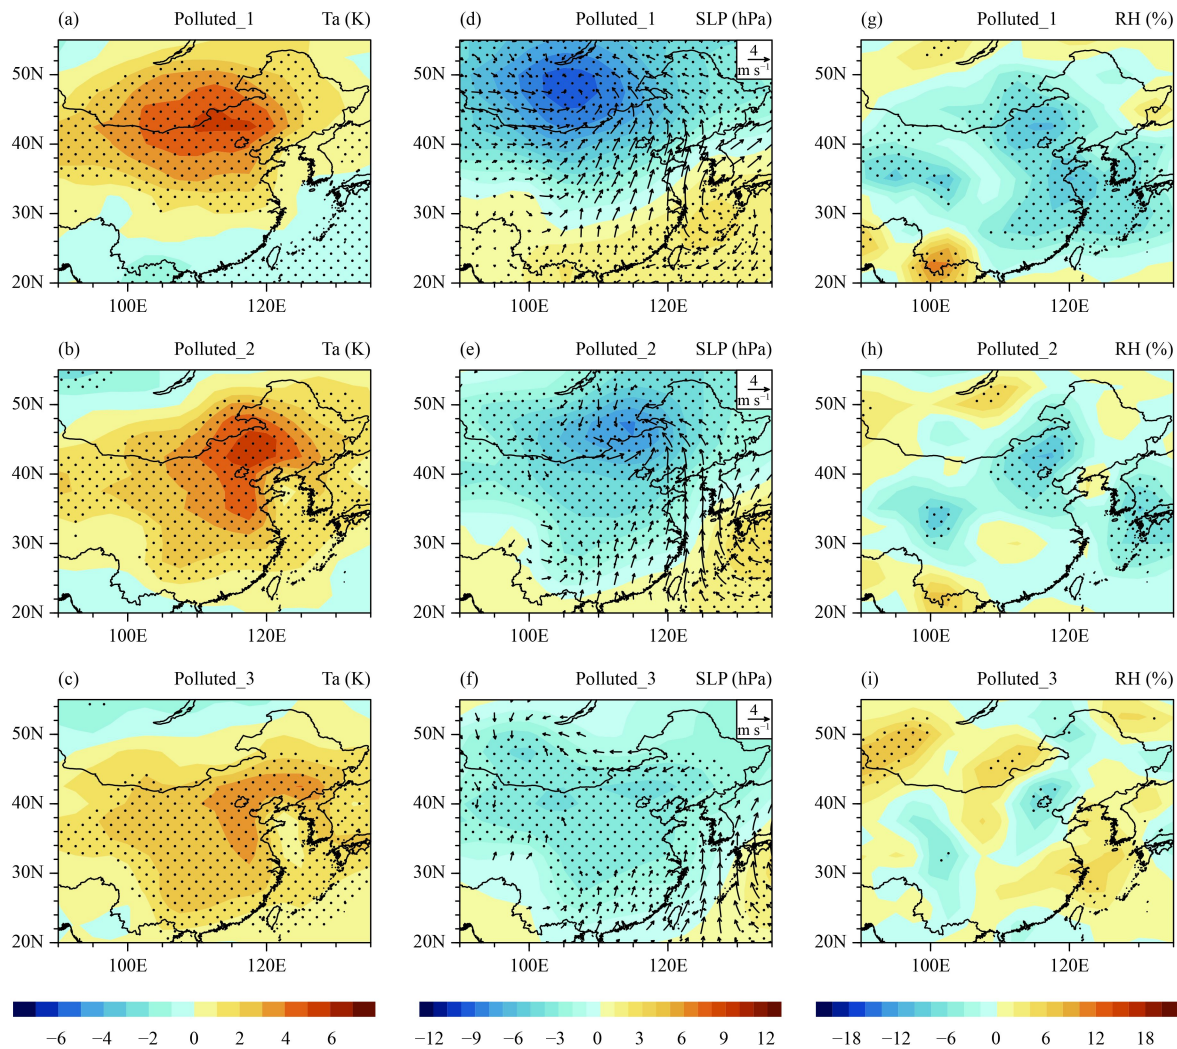 (a) Polluted_1 Ta (K)
(d) Polluted_1 SLP (hPa)
(g) Polluted_1 RH (%)
4
m s⁻¹
50N
40N
30N
20N
100E 120E
50N
40N
30N
20N
100E 120E
50N
40N
30N
20N
100E 120E
(b) Polluted_2 Ta (K)
(e) Polluted_2 SLP (hPa)
(h) Polluted_2 RH (%)
4
m s⁻¹
50N
40N
30N
20N
100E 120E
50N
40N
30N
20N
100E 120E
50N
40N
30N
20N
100E 120E
(c) Polluted_3 Ta (K)
(f) Polluted_3 SLP (hPa)
(i) Polluted_3 RH (%)
4
m s⁻¹
50N
40N
30N
20N
100E 120E
50N
40N
30N
20N
100E 120E
50N
40N
30N
20N
100E 120E
−6 −4 −2 0 2 4 6
−12 −9 −6 −3 0 3 6 9 12
−18 −12 −6 0 6 12 18